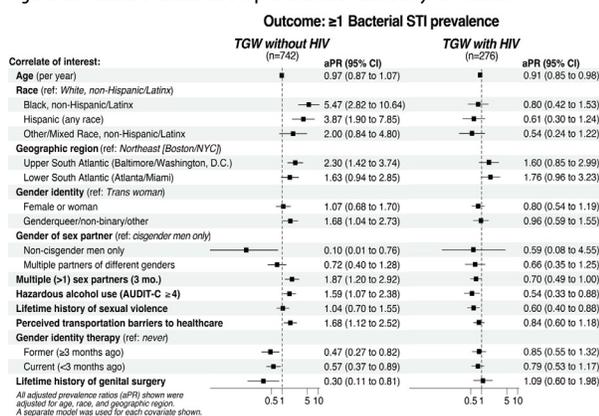 Outcome: ≥1 Bacterial STI prevalence
TGW without HIV TGW with HIV
(n=742) (n=276)
Correlate of interest: aPR (95% CI) aPR (95% CI)
Age (per year) 0.97 (0.87 to 1.07) 0.91 (0.85 to 0.98)
Race (ref: White, non-Hispanic/Latinx)
Black, non-Hispanic/Latinx 5.47 (2.82 to 10.64) 0.80 (0.42 to 1.53)
Hispanic (any race) 3.87 (1.90 to 7.85) 0.61 (0.30 to 1.24)
Other/Mixed Race, non-Hispanic/Latinx 2.00 (0.84 to 4.80) 0.54 (0.24 to 1.22)
Geographic region (ref: Northeast [Boston/NYC])
Upper South Atlantic (Baltimore/Washington, D.C.) 2.30 (1.42 to 3.74) 1.60 (0.85 to 2.99)
Lower South Atlantic (Atlanta/Miami) 1.63 (0.94 to 2.85) 1.76 (0.96 to 3.23)
Gender identity (ref: Trans woman)
Female or woman 1.07 (0.68 to 1.70) 0.80 (0.54 to 1.19)
Genderqueer/non-binary/other 1.68 (1.04 to 2.73) 0.96 (0.59 to 1.55)
Gender of sex partner (ref: cisgender men only)
Non-cisgender men only 0.10 (0.01 to 0.76) 0.59 (0.08 to 4.55)
Multiple partners of different genders 0.72 (0.40 to 1.28) 0.66 (0.35 to 1.25)
Multiple (>1) sex partners (3 mo.) 1.87 (1.20 to 2.92) 0.70 (0.49 to 1.00)
Hazardous alcohol use (AUDIT-C ≥4) 1.59 (1.07 to 2.38) 0.54 (0.33 to 0.88)
Lifetime history of sexual violence 1.04 (0.70 to 1.55) 0.60 (0.40 to 0.88)
Perceived transportation barriers to healthcare 1.68 (1.12 to 2.52) 0.84 (0.60 to 1.18)
Gender identity therapy (ref: never)
Former (≥3 months ago) 0.47 (0.27 to 0.82) 0.85 (0.55 to 1.32)
Current (<3 months ago) 0.57 (0.37 to 0.89) 0.79 (0.53 to 1.17)
Lifetime history of genital surgery 0.30 (0.11 to 0.81) 1.09 (0.60 to 1.98)
0.5 1 5 10 0.5 1 5 10
All adjusted prevalence ratios (aPR) shown were
adjusted for age, race, and geographic region.
A separate model was used for each covariate shown.